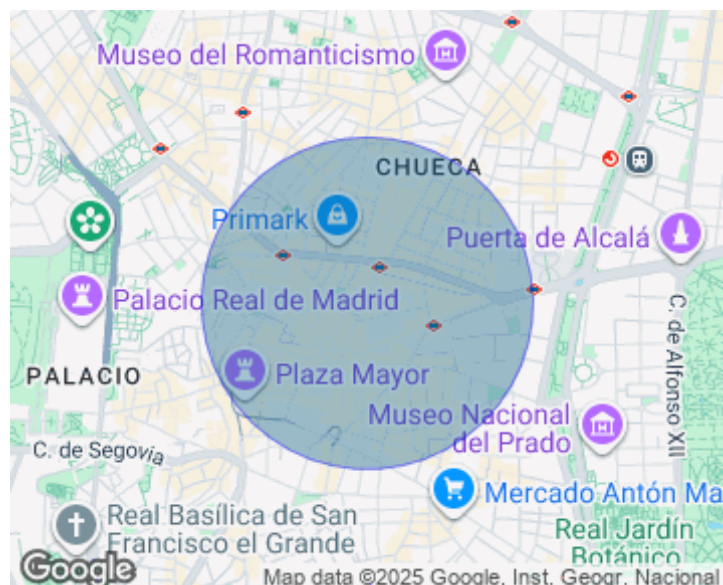 Museo del Romanticismo
CHUECA
Primark
Puerta de Alcalá
Palacio Real de Madrid
PALACIO
Plaza Mayor
C. de Alfonso XII
Museo Nacional
del Prado
C. de Segovia
Mercado Antón Ma
Real Basílica de San
Francisco el Grande
Real Jardín
Botánico
Google
Map data ©2025 Google, Inst. Geogr. Nacional